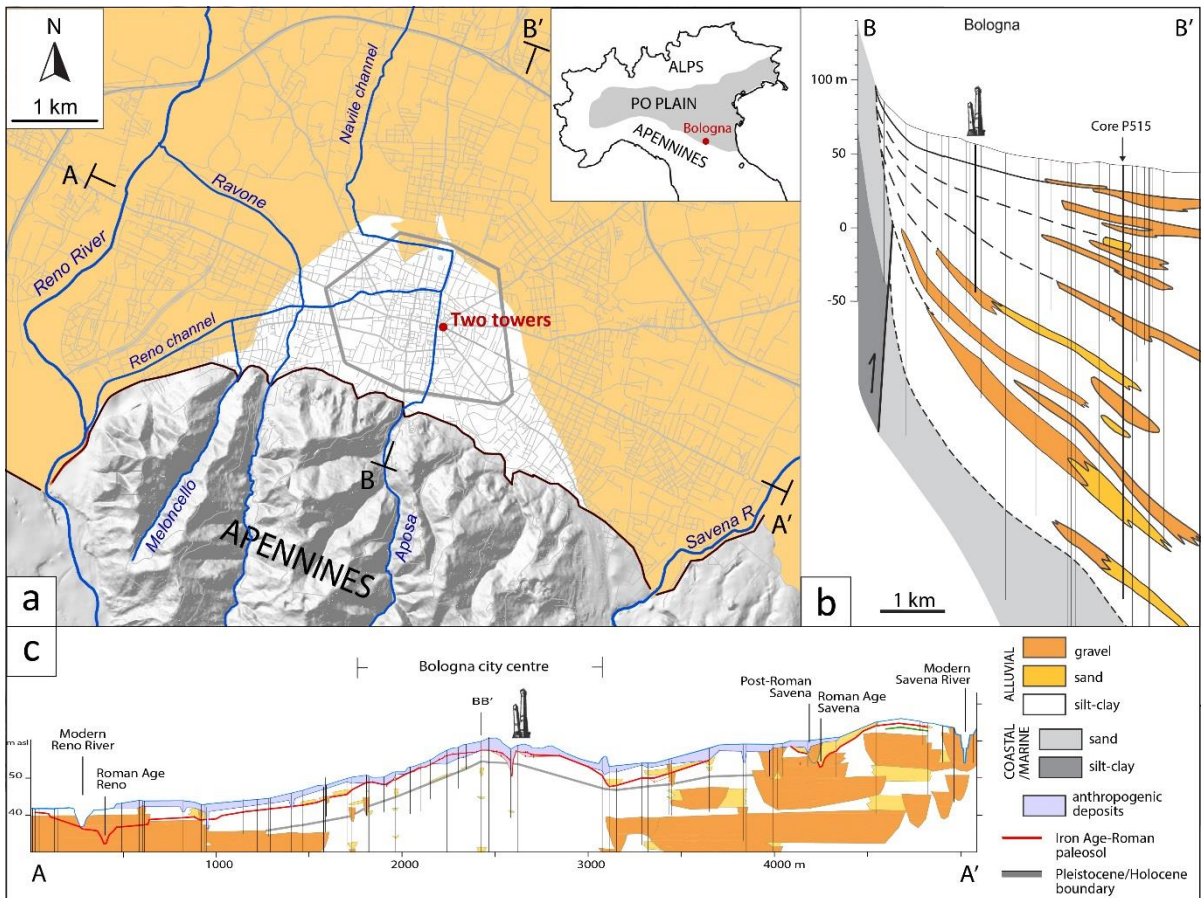 N
1 km
A
Reno River
Ravone
Navile channel
B'
ALPS
PO PLAIN
Bologna
APENNINES
Reno channel
Two towers
Meloncello
B
Aposa
APENNINES
Savena R.
A'
a
B
Bologna
B'
100 m
50
0
-50
Core P515
b
1 km
c
Bologna city centre
BB'
Modern
Reno River
Roman Age
Reno
Post-Roman
Savena
Roman Age
Savena
Modern
Savena River
m asl
50
40
A
1000
2000
3000
4000 m
A'
ALLUVIAL
gravel
sand
silt-clay
COASTAL
/MARINE
sand
silt-clay
anthropogenic
deposits
Iron Age-Roman
paleosol
Pleistocene/Holocene
boundary